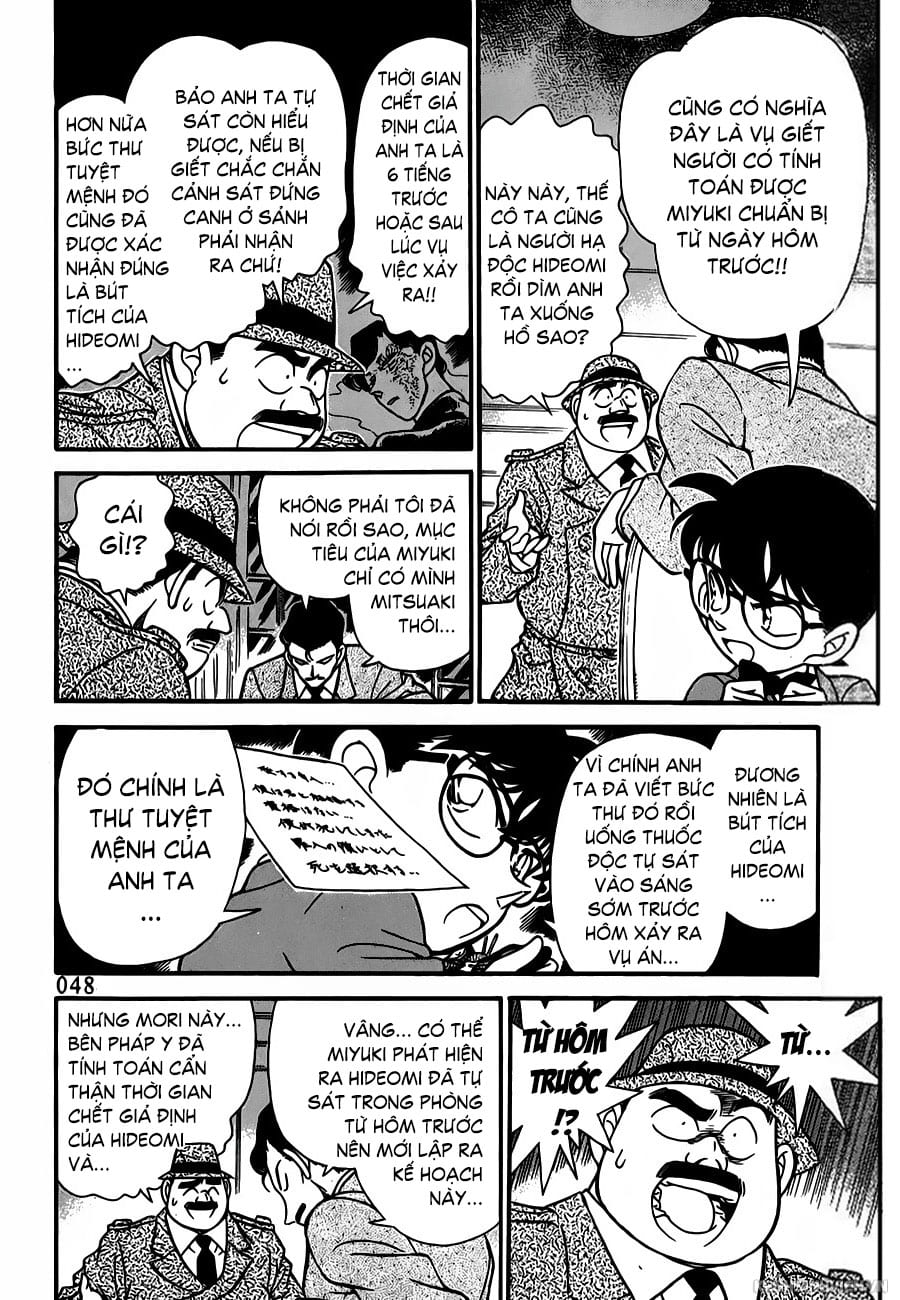 CŨNG CÓ NGHĨA
ĐÂY LÀ VỤ GIẾT
NGƯỜI CÓ TÍNH
TOÁN ĐƯỢC
MIYUKI CHUẨN BỊ
TỪ NGÀY HÔM
TRƯỚC!!
NÀY NÀY, THẾ
CÔ TA CŨNG
LÀ NGƯỜI HẠ
ĐỘC HIDEOMI
RỒI DÌM ANH
TA XUỐNG
HỒ SAO?
THỜI GIAN
CHẾT GIẢ
ĐỊNH CỦA
ANH TA LÀ
6 TIẾNG
TRƯỚC
HOẶC SAU
LÚC VỤ
VIỆC XẢY
RA!!
BẢO ANH TA TỰ
SÁT CÒN HIỂU
ĐƯỢC, NẾU BỊ
GIẾT CHẮC CHẮN
CẢNH SÁT ĐỨNG
CANH Ở SẢNH
PHẢI NHẬN
RA CHỨ!
HƠN NỮA
BỨC THƯ
TUYỆT
MỆNH ĐÓ
CŨNG ĐÃ
ĐƯỢC XÁC
NHẬN ĐÚNG
LÀ BÚT
TÍCH CỦA
HIDEOMI
...
KHÔNG PHẢI TÔI ĐÃ
NÓI RỒI SAO, MỤC
TIÊU CỦA MIYUKI
CHỈ CÓ MÌNH
MITSUAKI
THÔI...
CÁI
GÌ!?
ĐƯƠNG
NHIÊN LÀ
BÚT TÍCH
CỦA
HIDEOMI
...
VÌ CHÍNH ANH
TA ĐÃ VIẾT BỨC
THƯ ĐÓ RỒI
UỐNG THUỐC
ĐỘC TỰ SÁT
VÀO SÁNG
SỚM TRƯỚC
HÔM XẢY RA
VỤ ÁN
ĐÓ CHÍNH LÀ
THƯ TUYỆT
MỆNH CỦA
ANH TA
...
048
TỪ...
TỪ HÔM
TRƯỚC
!?
VÂNG... CÓ THỂ
MIYUKI PHÁT HIỆN
RA HIDEOMI ĐÃ TỰ
SÁT TRONG PHÒNG
TỪ HÔM TRƯỚC
NÊN MỚI LẬP RA
KẾ HOẠCH
NÀY...
NHƯNG MORI NÀY...
BÊN PHÁP Y ĐÃ
TÍNH TOÁN CẨN
THẬN THỜI GIAN
CHẾT GIẢ ĐỊNH
CỦA HIDEOMI
VÀ...